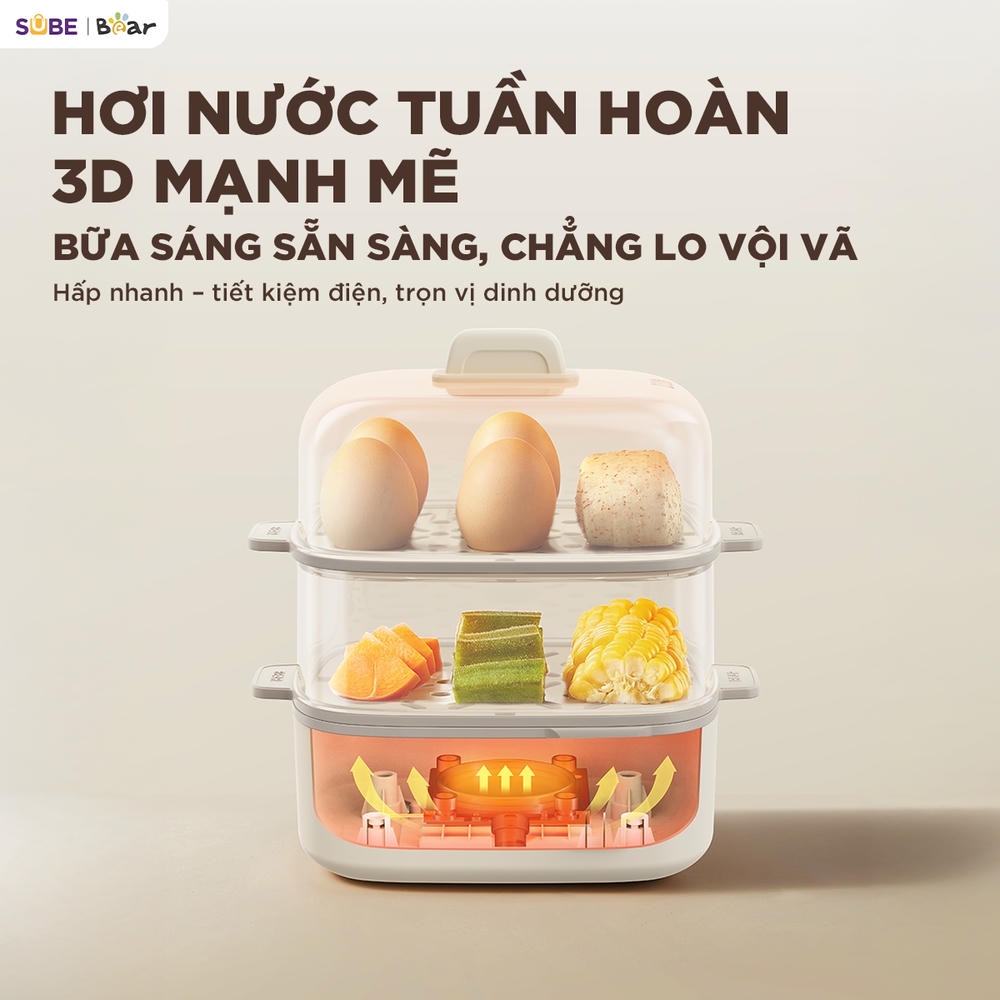 SUBE | Bear
HƠI NƯỚC TUẦN HOÀN
3D MẠNH MẼ
BỮA SÁNG SẴN SÀNG, CHẲNG LO VỘI VÃ
Hấp nhanh – tiết kiệm điện, trọn vị dinh dưỡng